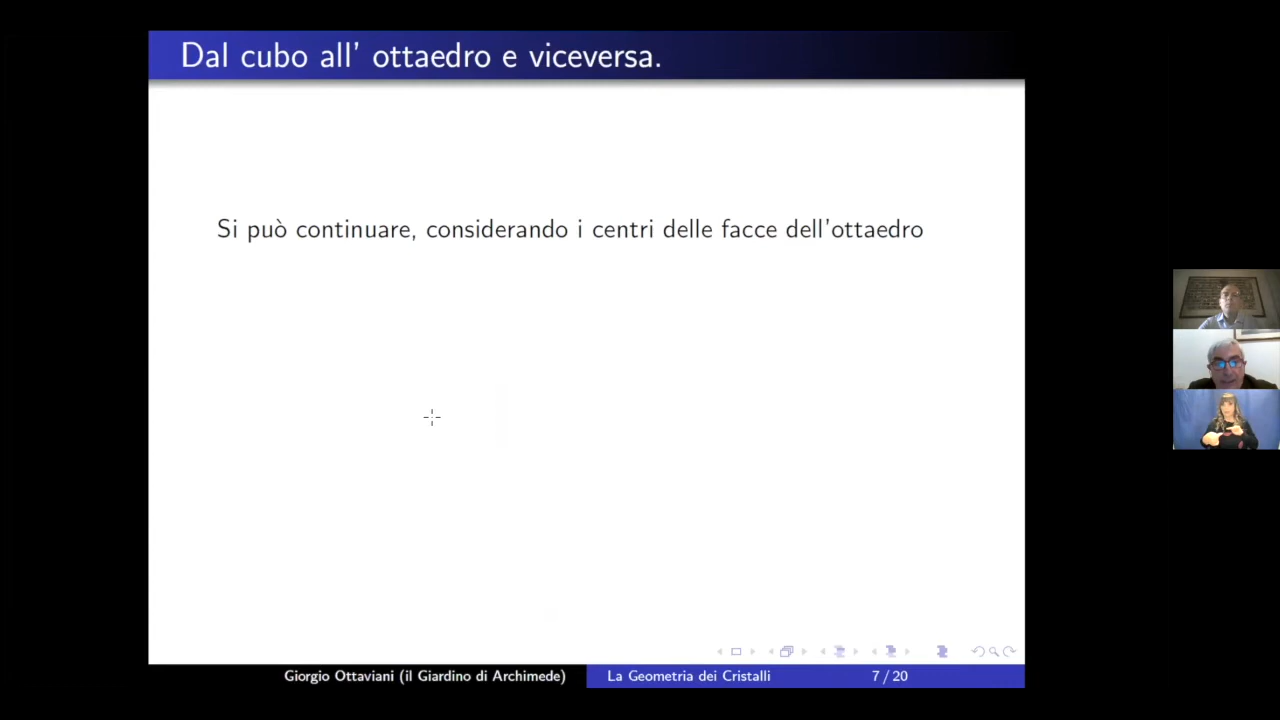 Dal cubo all' ottaedro e viceversa.
Si può continuare, considerando i centri delle facce dell'ottaedro
Giorgio Ottaviani (il Giardino di Archimede)
La Geometria dei Cristalli
7 / 20